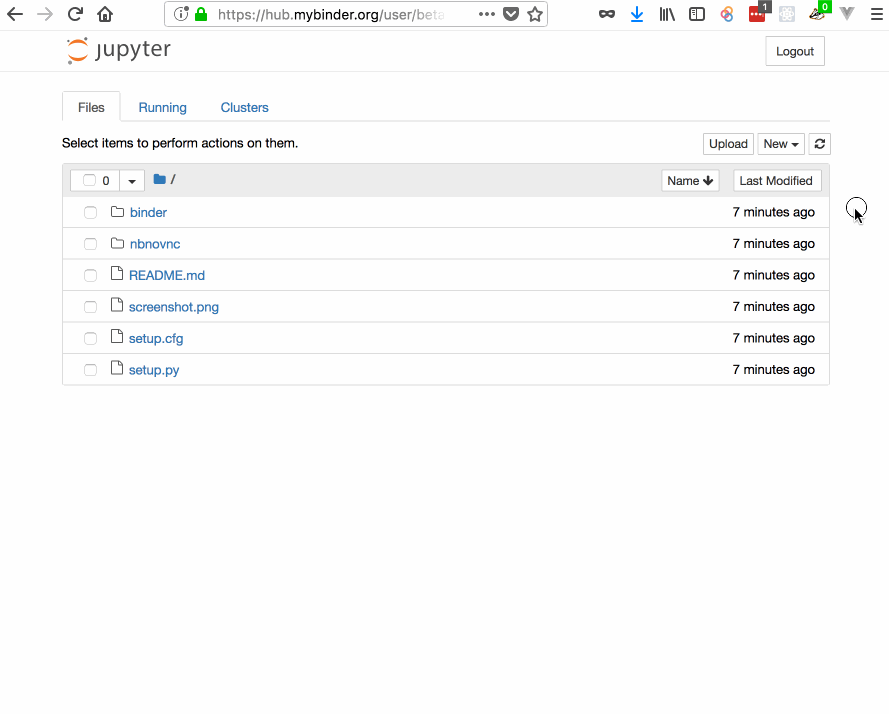 https://hub.mybinder.org/user/beta
1
0
jupyter
Logout
Files Running Clusters
Select items to perform actions on them.
Upload New
0 / Name Last Modified
binder 7 minutes ago
nbnovnc 7 minutes ago
README.md 7 minutes ago
screenshot.png 7 minutes ago
setup.cfg 7 minutes ago
setup.py 7 minutes ago